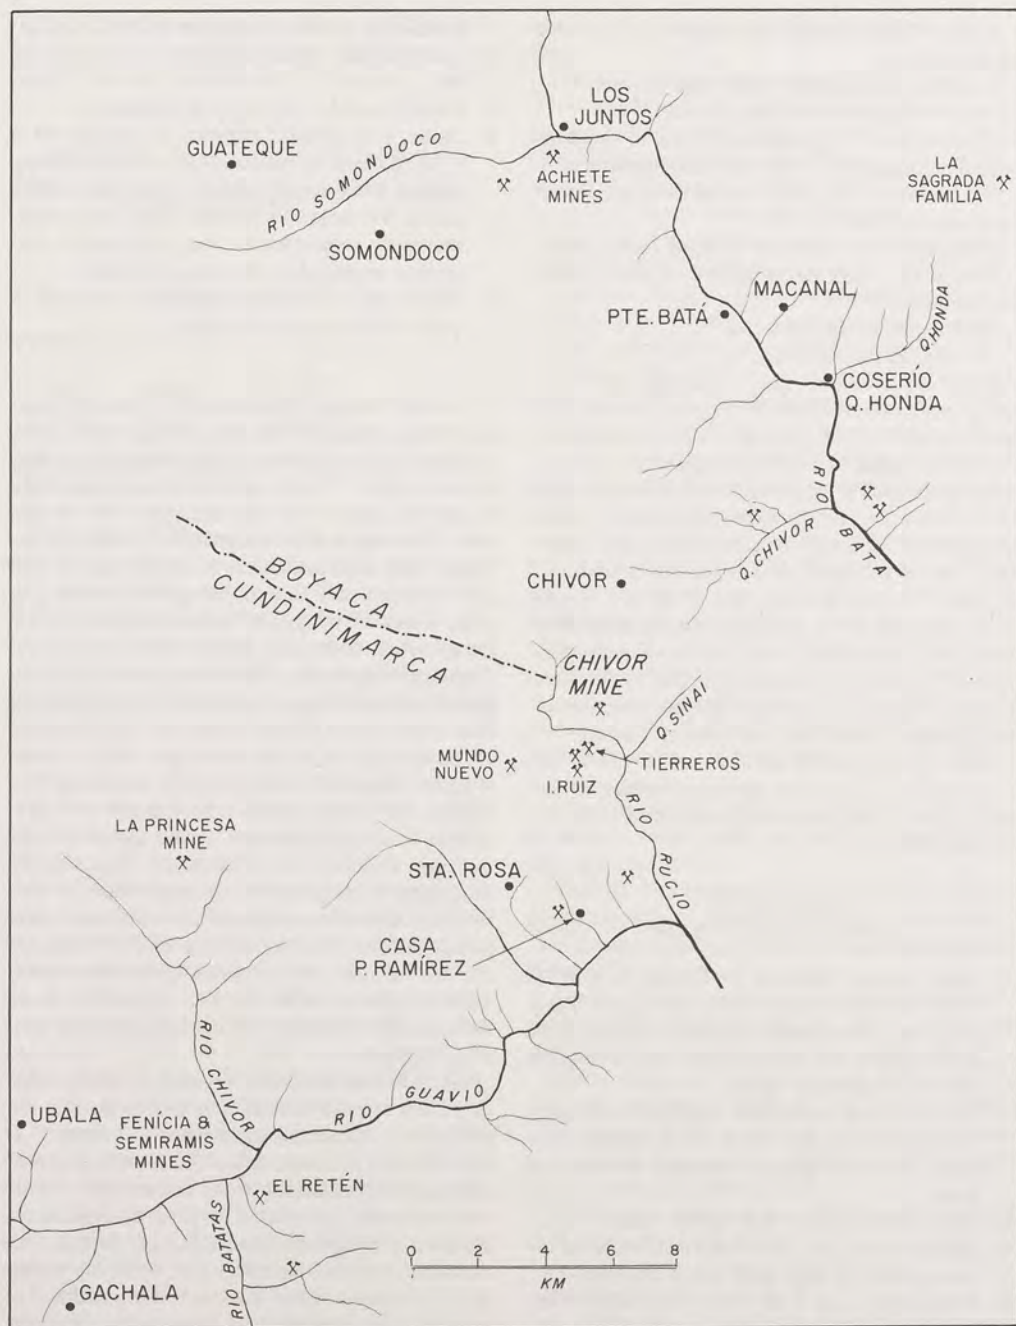 LOS
JUNTOS
GUATEQUE
RIO SOMONDOCO
ACHIETE
MINES
LA
SAGRADA
FAMILIA
SOMONDOCO
MACANAL
PTE. BATÁ
Q. HONDA
COSERÍO
Q. HONDA
RIO BATA
Q. CHIVOR
CHIVOR
BOYACA
CUNDINIMARCA
CHIVOR
MINE
Q. SINAI
MUNDO
NUEVO
TIERREROS
I. RUIZ
RIO RUCIO
LA PRINCESA
MINE
STA. ROSA
CASA
P. RAMÍREZ
RIO CHIVOR
RIO GUAVIO
UBALA
FENÍCIA &
SEMIRAMIS
MINES
EL RETÉN
RIO BATATAS
GACHALA
0 2 4 6 8
KM